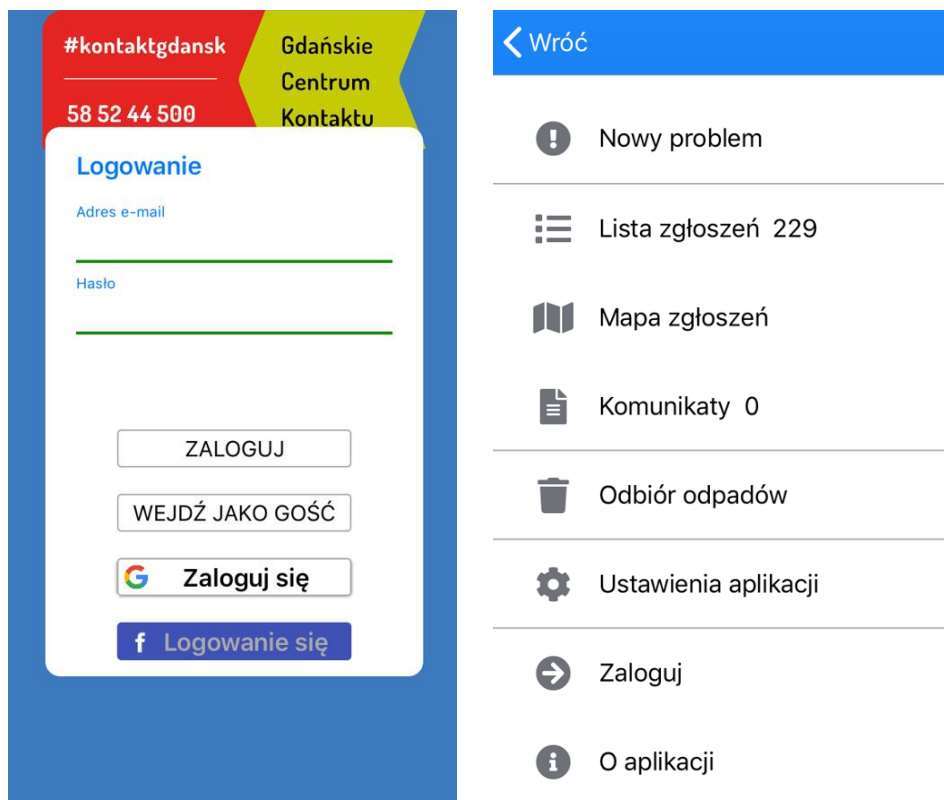 #kontaktgdansk
58 52 44 500
Gdańskie
Centrum
Kontaktu
Logowanie
Adres e-mail
Hasło
ZALOGUJ
WEJDŹ JAKO GOŚĆ
Zaloguj się
Logowanie się
Wróć
Nowy problem
Lista zgłoszeń 229
Mapa zgłoszeń
Komunikaty 0
Odbiór odpadów
Ustawienia aplikacji
Zaloguj
O aplikacji